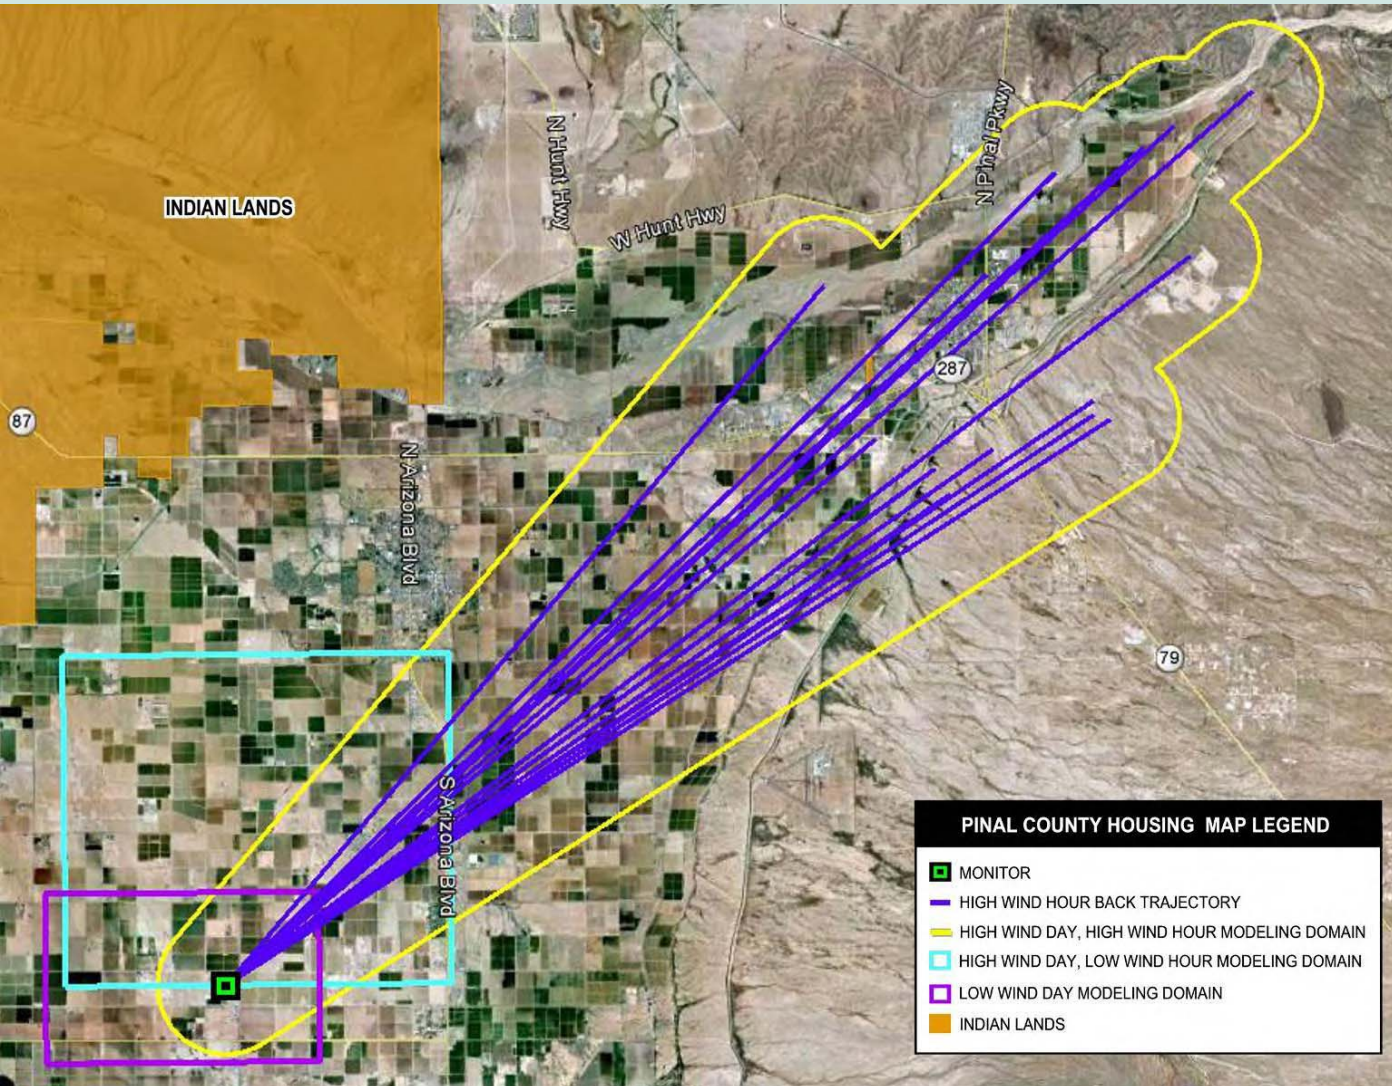 N Hunt Hwy
N Pinal Pkwy
INDIAN LANDS
W Hunt Hwy
287
87
N Arizona Blvd
79
S Arizona Blvd
PINAL COUNTY HOUSING MAP LEGEND
MONITOR
HIGH WIND HOUR BACK TRAJECTORY
HIGH WIND DAY, HIGH WIND HOUR MODELING DOMAIN
HIGH WIND DAY, LOW WIND HOUR MODELING DOMAIN
LOW WIND DAY MODELING DOMAIN
INDIAN LANDS